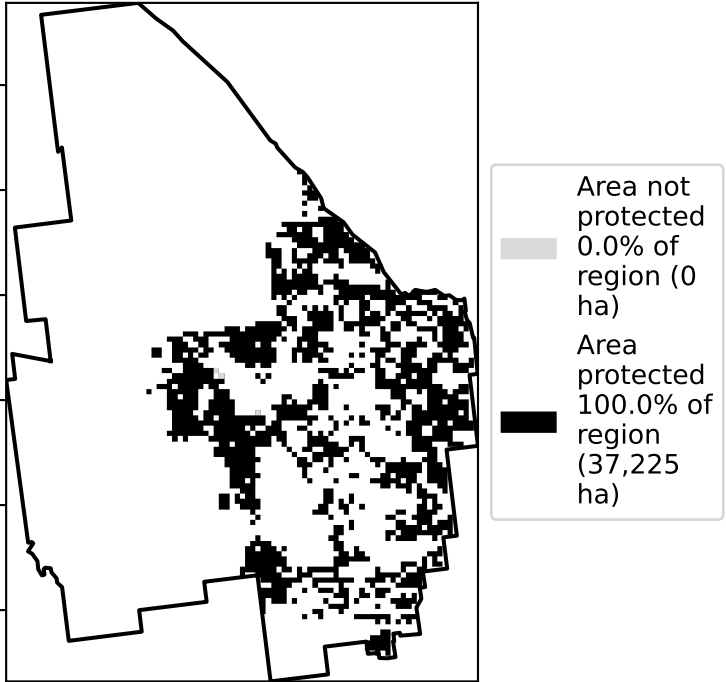 Area not
protected
0.0% of
region (0
ha)
Area
protected
100.0% of
region
(37,225
ha)